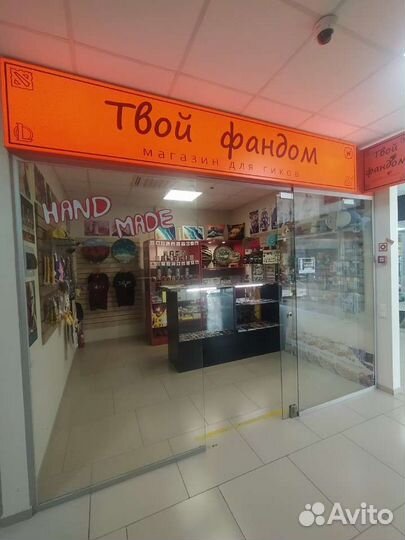 Твой фандом
магазин для гиков
Твой
фандом
HAND
MADE
Avito